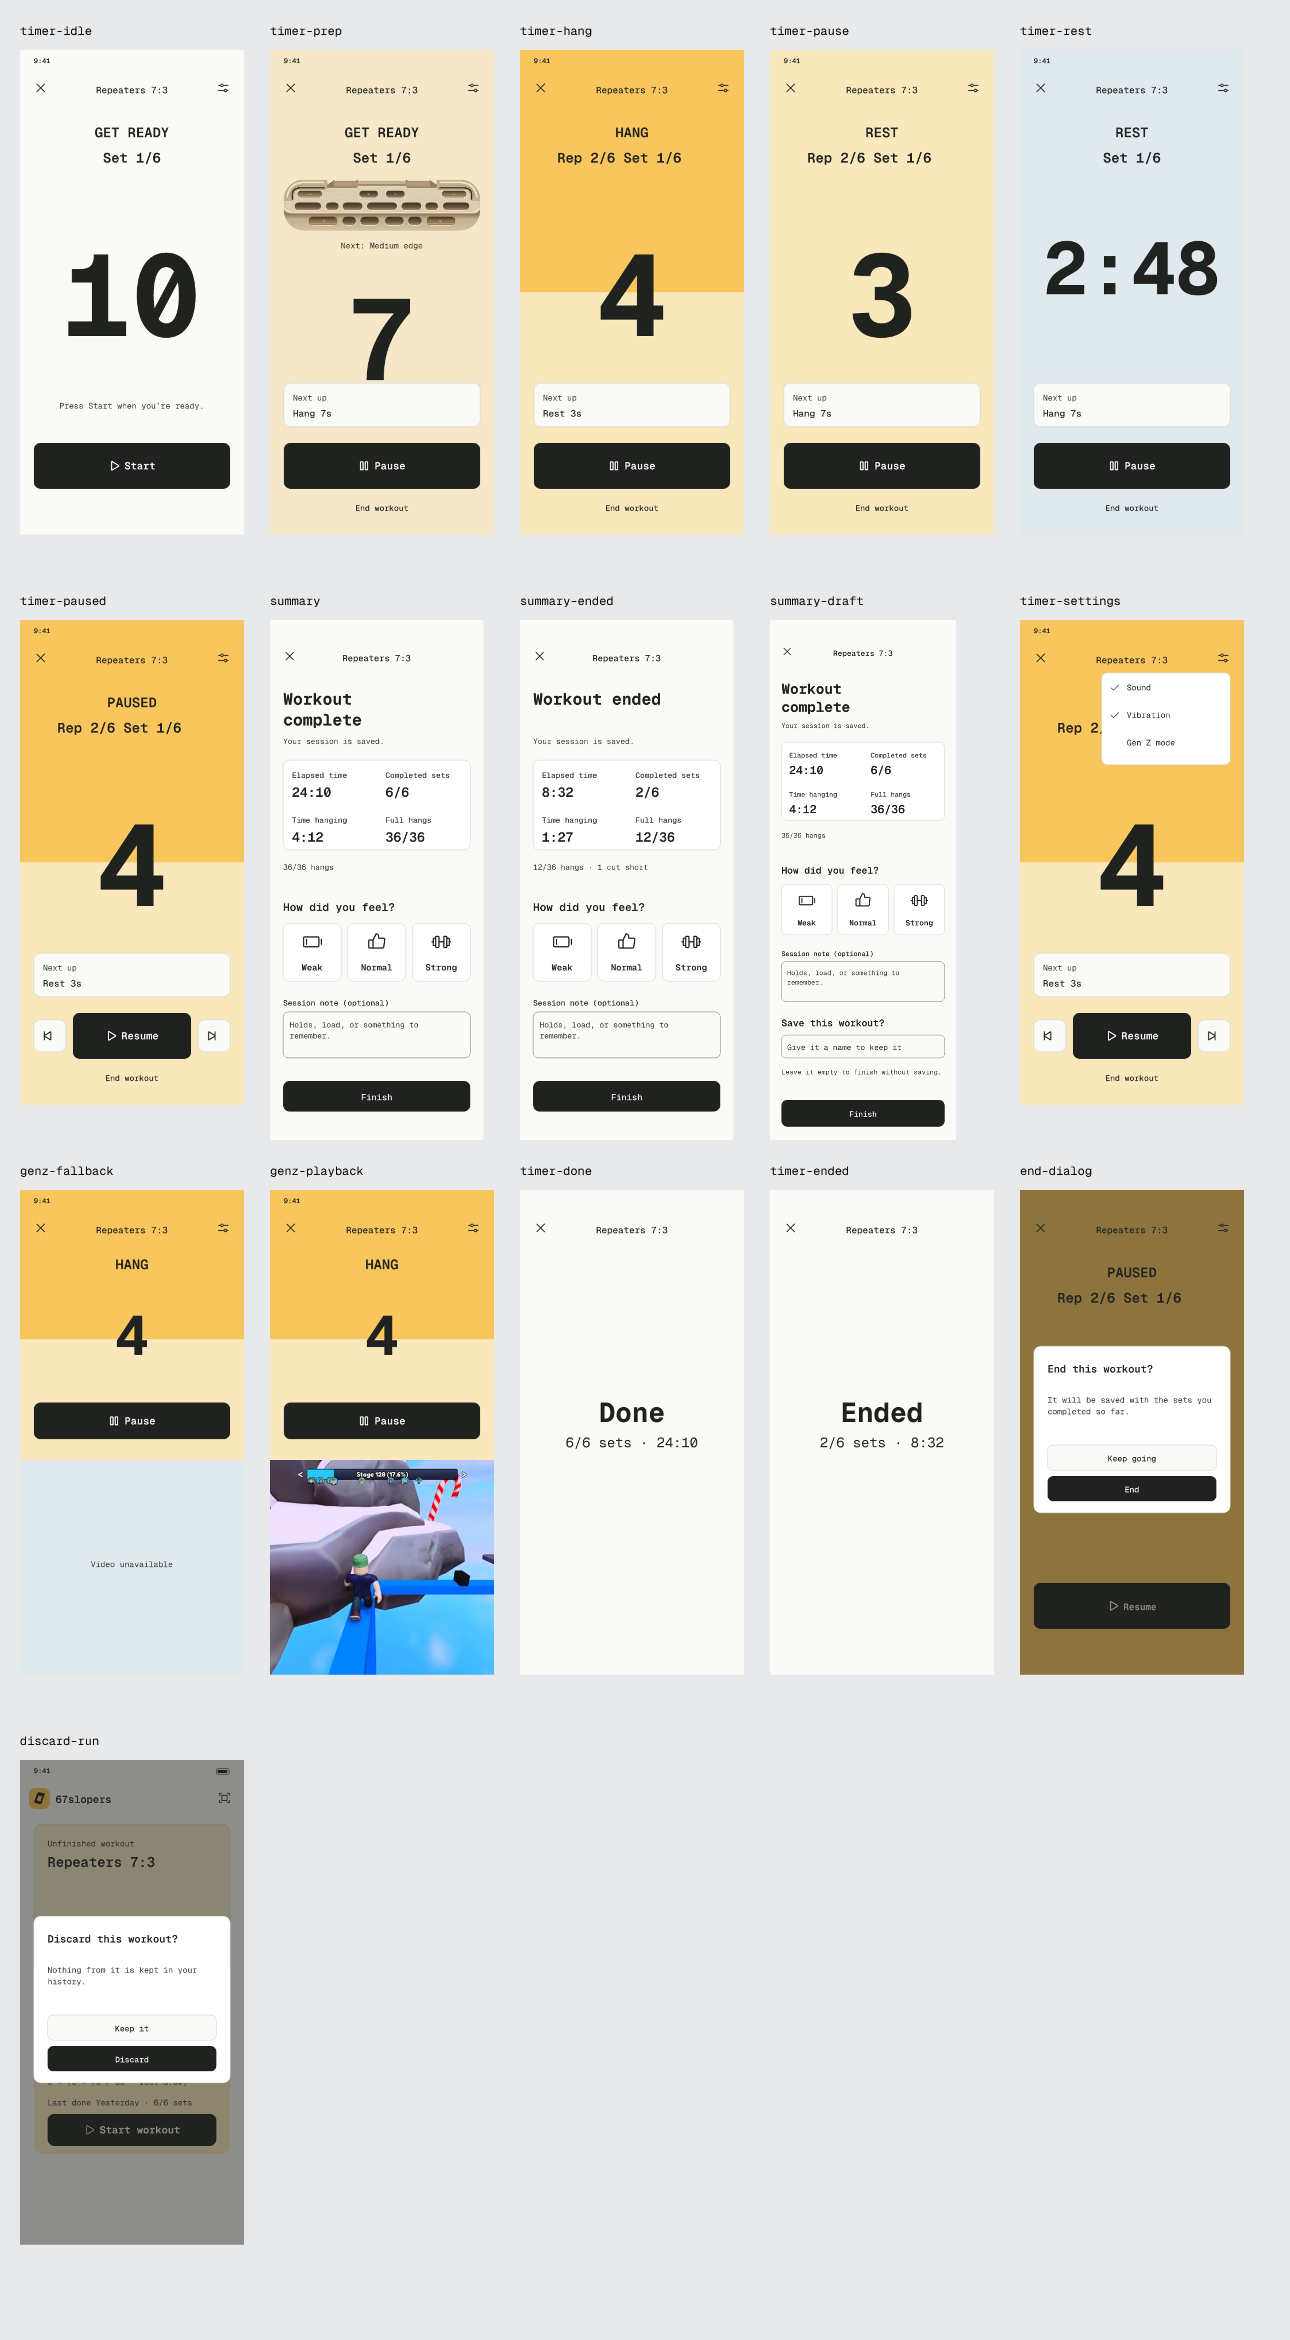 timer-idle
9:41
Repeaters 7:3
GET READY
Set 1/6
10
Press Start when you're ready.
Start
timer-prep
9:41
Repeaters 7:3
GET READY
Set 1/6
Next: Medium edge
7
Next up
Hang 7s
Pause
End workout
timer-hang
9:41
Repeaters 7:3
HANG
Rep 2/6 Set 1/6
4
Next up
Rest 3s
Pause
End workout
timer-pause
9:41
Repeaters 7:3
REST
Rep 2/6 Set 1/6
3
Next up
Hang 7s
Pause
End workout
timer-rest
9:41
Repeaters 7:3
REST
Set 1/6
2:48
Next up
Hang 7s
Pause
End workout
timer-paused
9:41
Repeaters 7:3
PAUSED
Rep 2/6 Set 1/6
4
Next up
Rest 3s
Resume
End workout
summary
Repeaters 7:3
Workout
complete
Your session is saved.
Elapsed time Completed sets
24:10 6/6
Time hanging Full hangs
4:12 36/36
36/36 hangs
How did you feel?
Weak Normal Strong
Session note (optional)
Holds, load, or something to
remember.
Finish
summary-ended
Repeaters 7:3
Workout ended
Your session is saved.
Elapsed time Completed sets
8:32 2/6
Time hanging Full hangs
1:27 12/36
12/36 hangs · 1 cut short
How did you feel?
Weak Normal Strong
Session note (optional)
Holds, load, or something to
remember.
Finish
summary-draft
Repeaters 7:3
Workout
complete
Your session is saved.
Elapsed time Completed sets
24:10 6/6
Time hanging Full hangs
4:12 36/36
36/36 hangs
How did you feel?
Weak Normal Strong
Session note (optional)
Holds, load, or something to
remember.
Save this workout?
Give it a name to keep it
Leave it empty to finish without saving.
Finish
timer-settings
9:41
Repeaters 7:3
Sound
Vibration
Gen Z mode
Rep 2/
4
Next up
Rest 3s
Resume
End workout
genz-fallback
9:41
Repeaters 7:3
HANG
4
Pause
Video unavailable
genz-playback
9:41
Repeaters 7:3
HANG
4
Pause
Stage 128 (17.6%)
timer-done
Repeaters 7:3
Done
6/6 sets · 24:10
timer-ended
Repeaters 7:3
Ended
2/6 sets · 8:32
end-dialog
Repeaters 7:3
PAUSED
Rep 2/6 Set 1/6
End this workout?
It will be saved with the sets you
completed so far.
Keep going
End
Resume
discard-run
9:41
67slopers
Unfinished workout
Repeaters 7:3
Discard this workout?
Nothing from it is kept in your
history.
Keep it
Discard
Last done Yesterday · 6/6 sets
Start workout